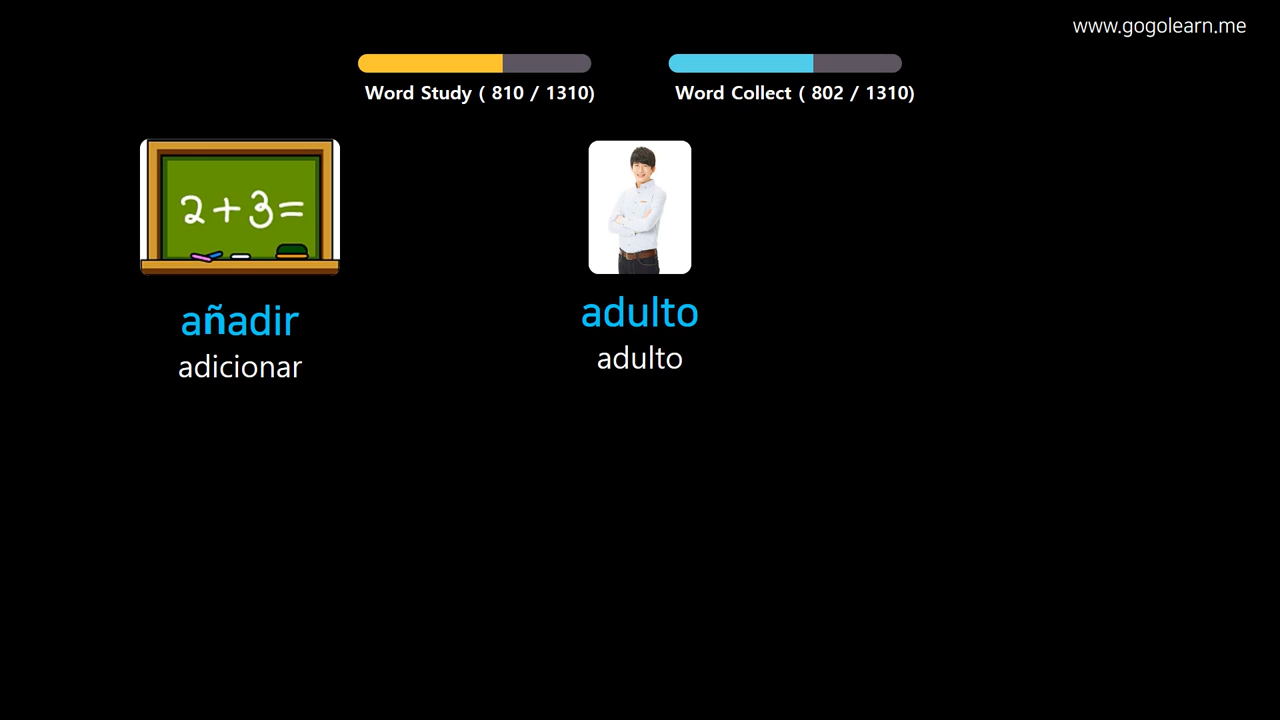 www.gogolearn.me
Word Study ( 810 / 1310)
Word Collect ( 802 / 1310)
2+3=
añadir
adicionar
adulto
adulto